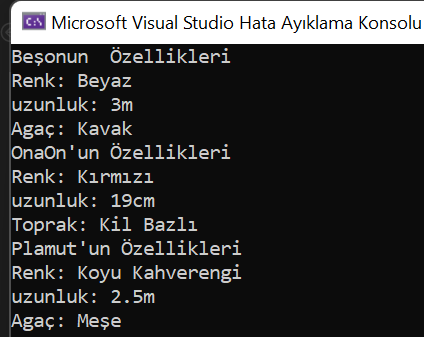 Microsoft Visual Studio Hata Ayıklama Konsolu
Beşonun  Özellikleri
Renk: Beyaz
uzunluk: 3m
Agaç: Kavak
OnaOn'un Özellikleri
Renk: Kırmızı
uzunluk: 19cm
Toprak: Kil Bazlı
Plamut'un Özellikleri
Renk: Koyu Kahverengi
uzunluk: 2.5m
Agaç: Meşe